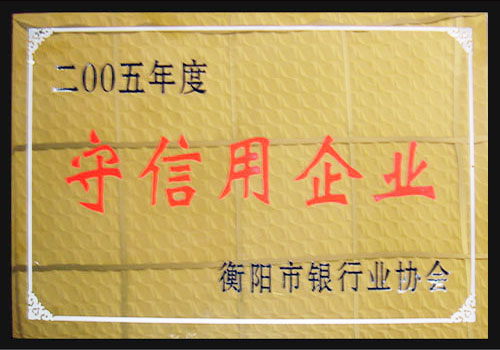 二00五年度
守信用企业
衡阳市银行业协会